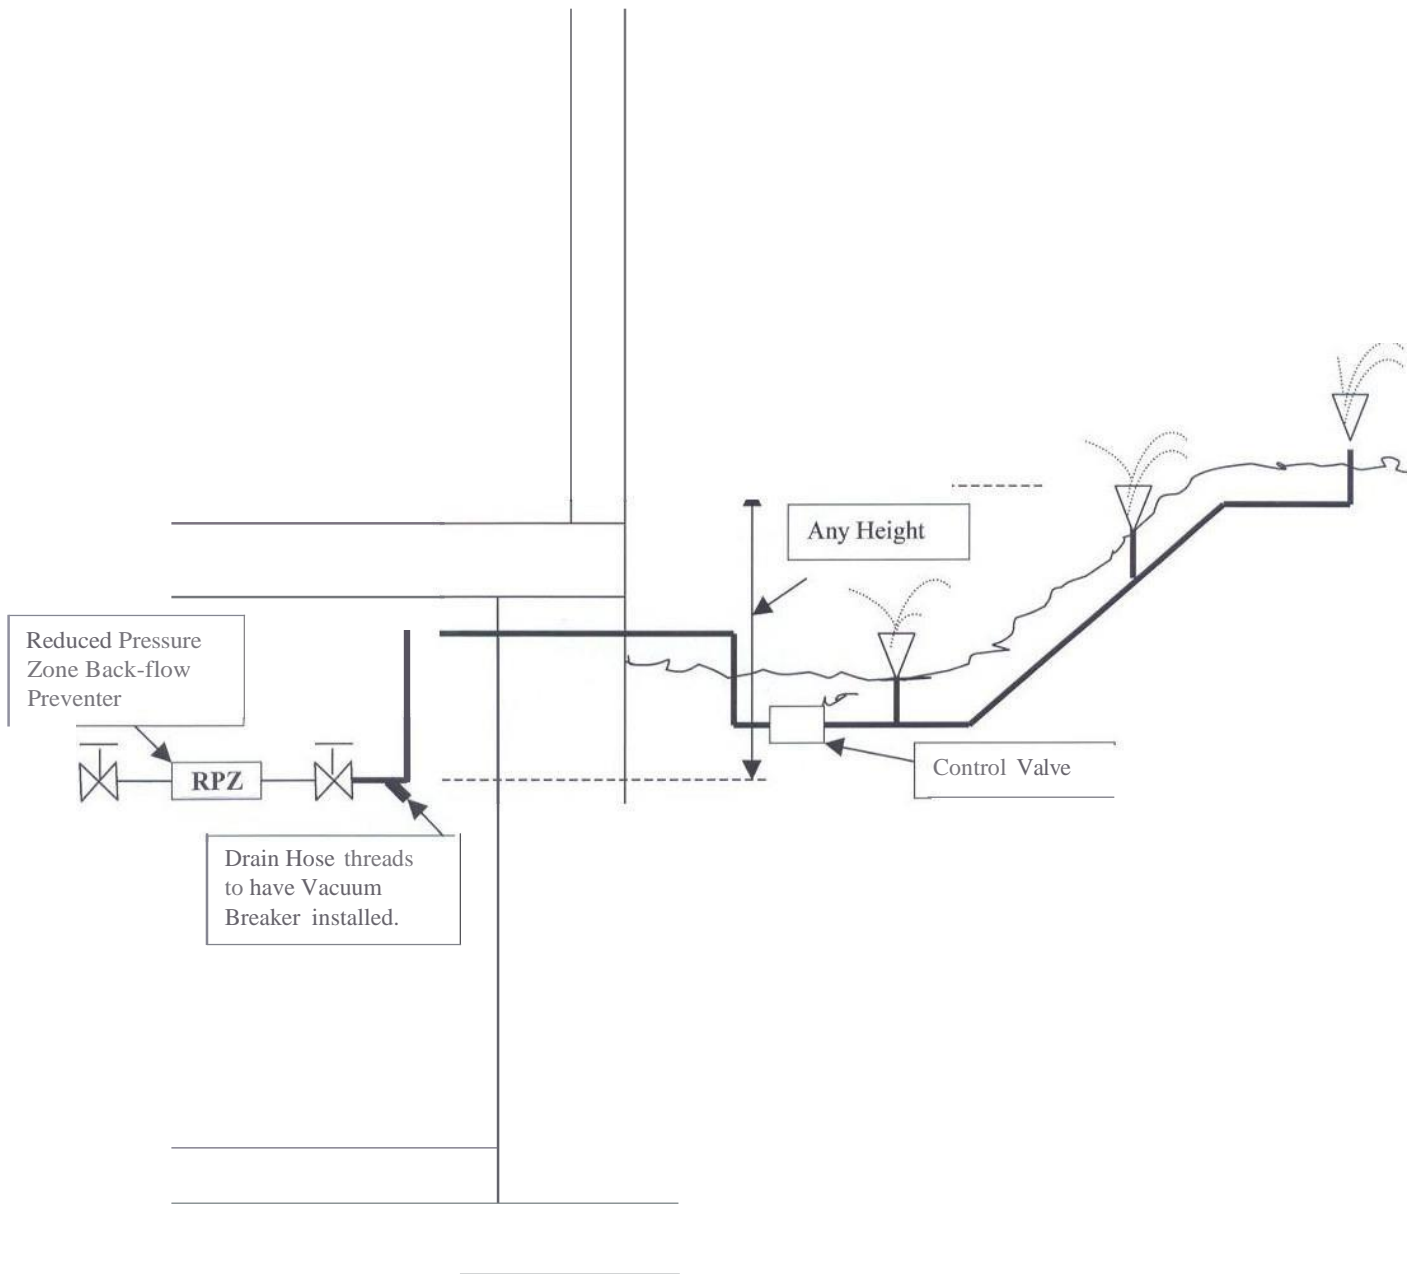 Any Height
Reduced Pressure
Zone Back-flow
Preventer
RPZ
Control Valve
Drain Hose threads
to have Vacuum
Breaker installed.